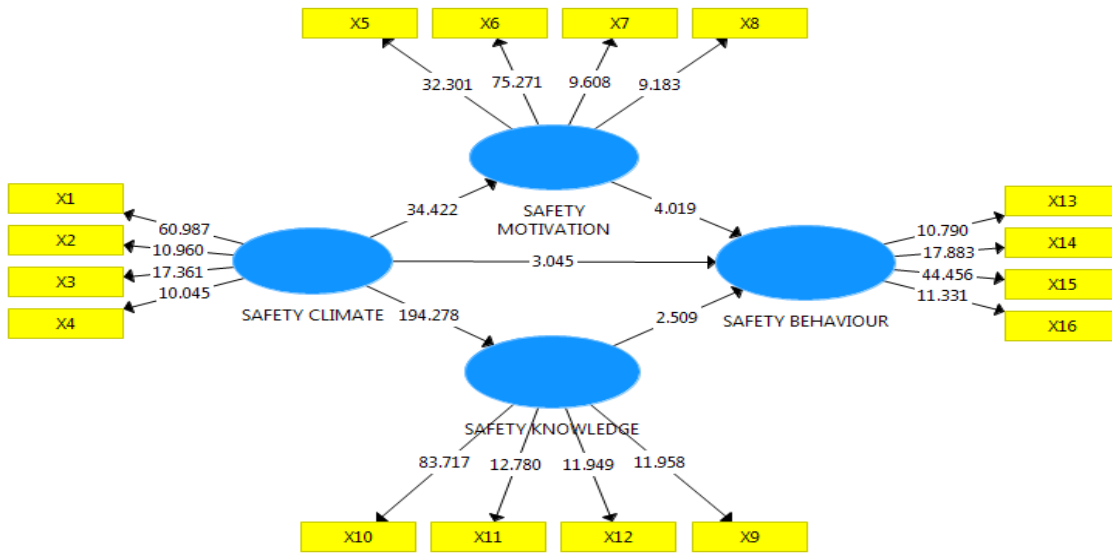 X5
X6
X7
X8
32.301
75.271
9.608
9.183
X1
X2
X3
X4
60.987
10.960
17.361
10.045
34.422
SAFETY
MOTIVATION
4.019
3.045
SAFETY CLIMATE
194.278
2.509
SAFETY BEHAVIOUR
X13
X14
X15
X16
10.790
17.883
44.456
11.331
SAFETY KNOWLEDGE
83.717
12.780
11.949
11.958
X10
X11
X12
X9